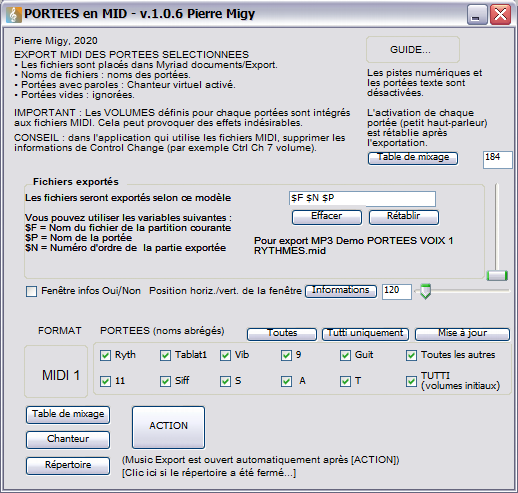 PORTEES en MID - v.1.0.6 Pierre Migy
Pierre Migy, 2020
EXPORT MIDI DES PORTEES SELECTIONNEES
• Les fichiers sont placés dans Myriad documents/Export.
• Noms de fichiers : noms des portées.
• Portées avec paroles : Chanteur virtuel activé.
• Portées vides : ignorées.
IMPORTANT : Les VOLUMES définis pour chaque portées sont intégrés
aux fichiers MIDI. Cela peut provoquer des effets indésirables.
CONSEIL : dans l'application qui utilise les fichiers MIDI, supprimer les
informations de Control Change (par exemple Ctrl Ch 7 volume).
GUIDE...
Les pistes numériques et
les portées texte sont
désactivées.
L'activation de chaque
portée (petit haut-parleur)
est rétablie après
l'exportation.
Table de mixage
184
Fichiers exportés
Les fichiers seront exportés selon ce modèle
$F $N $P
Effacer
Rétablir
Vous pouvez utiliser les variables suivantes :
$F = Nom du fichier de la partition courante
$P = Nom de la portée
$N = Numéro d'ordre de la partie exportée
Pour export MP3 Demo PORTEES VOIX 1
RYTHMES.mid
Fenêtre infos Oui/Non
Position horiz./vert. de la fenêtre
Informations
120
FORMAT
PORTEES (noms abrégés)
Toutes
Tutti uniquement
Mise à jour
MIDI 1
Ryth
Tablat1
Vib
9
Guit
Toutes les autres
11
Siff
S
A
T
TUTTI
(volumes initiaux)
Table de mixage
Chanteur
Répertoire
ACTION
(Music Export est ouvert automatiquement après [ACTION])
[Clic ici si le répertoire a été fermé...]